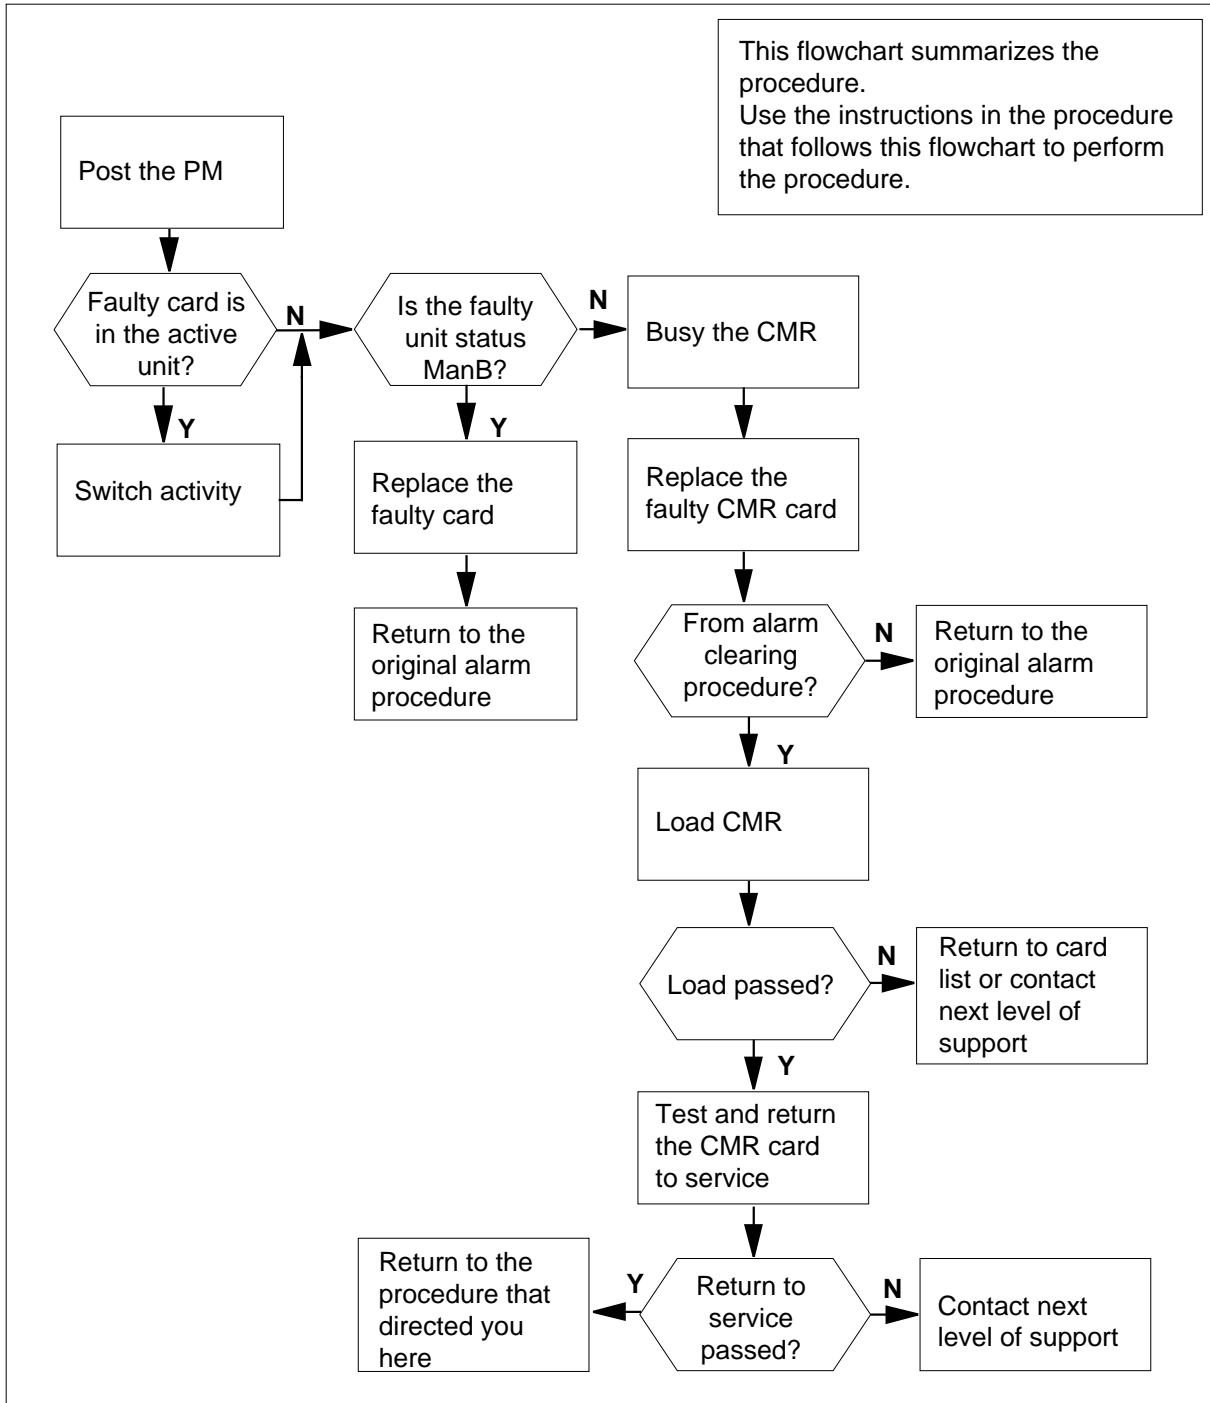 This flowchart summarizes the
procedure.
Use the instructions in the procedure
that follows this flowchart to perform
the procedure.
Post the PM
Faulty card is
in the active
unit?
N
Y
Switch activity
Is the faulty
unit status
ManB?
N
Y
Busy the CMR
Replace the
faulty card
Replace the
faulty CMR card
Return to the
original alarm
procedure
From alarm
clearing
procedure?
N
Return to the
original alarm
procedure
Y
Load CMR
Load passed?
N
Return to card
list or contact
next level of
support
Y
Test and return
the CMR card
to service
Return to
service
passed?
Y
Return to the
procedure that
directed you
here
N
Contact next
level of support